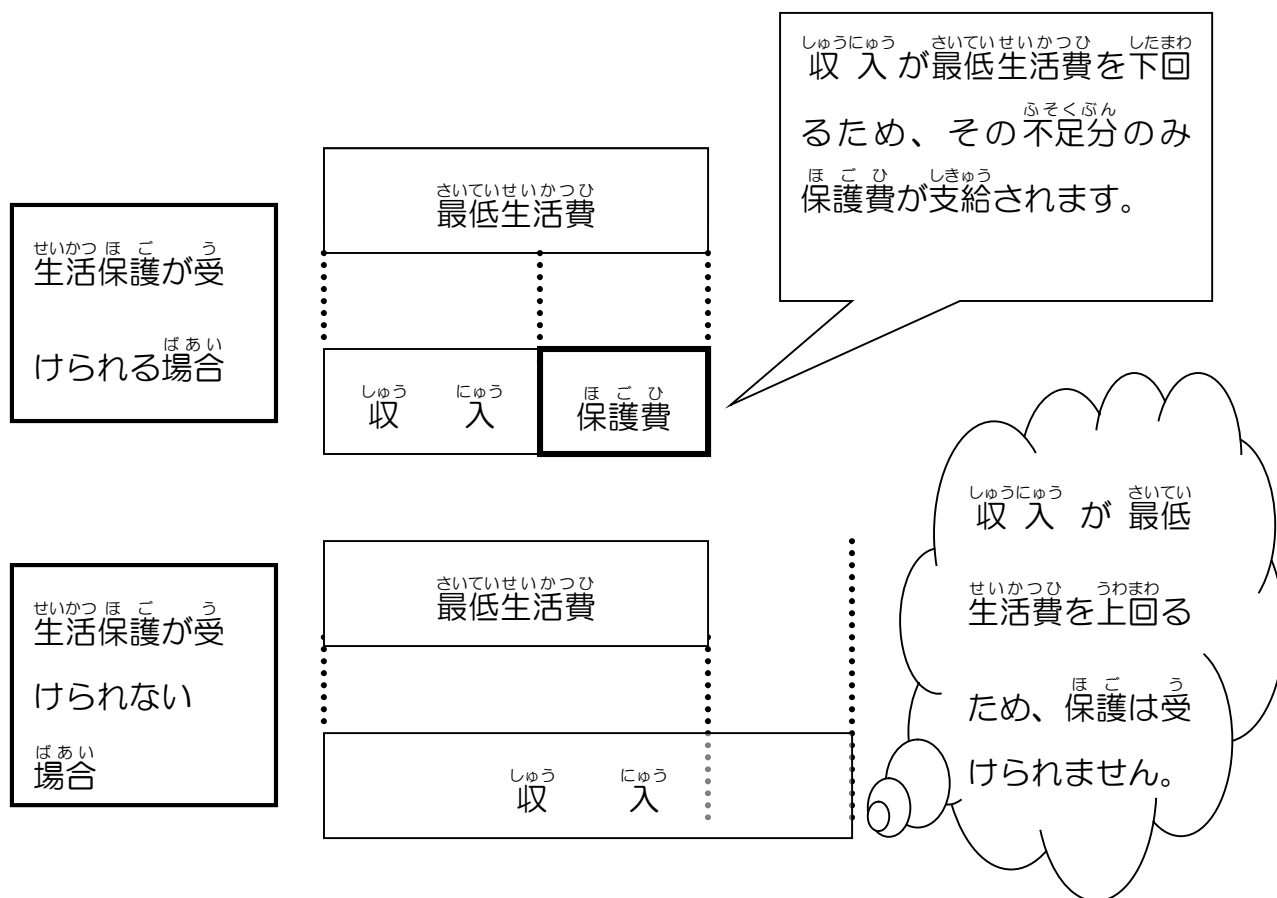 生活保護が受
けられる場合
最低生活費
収入 保護費
収入が最低生活費を下回
るため、その不足分のみ
保護費が支給されます。
生活保護が受
けられない
場合
最低生活費
収入
収入が最低
生活費を上回る
ため、保護は受
けられません。